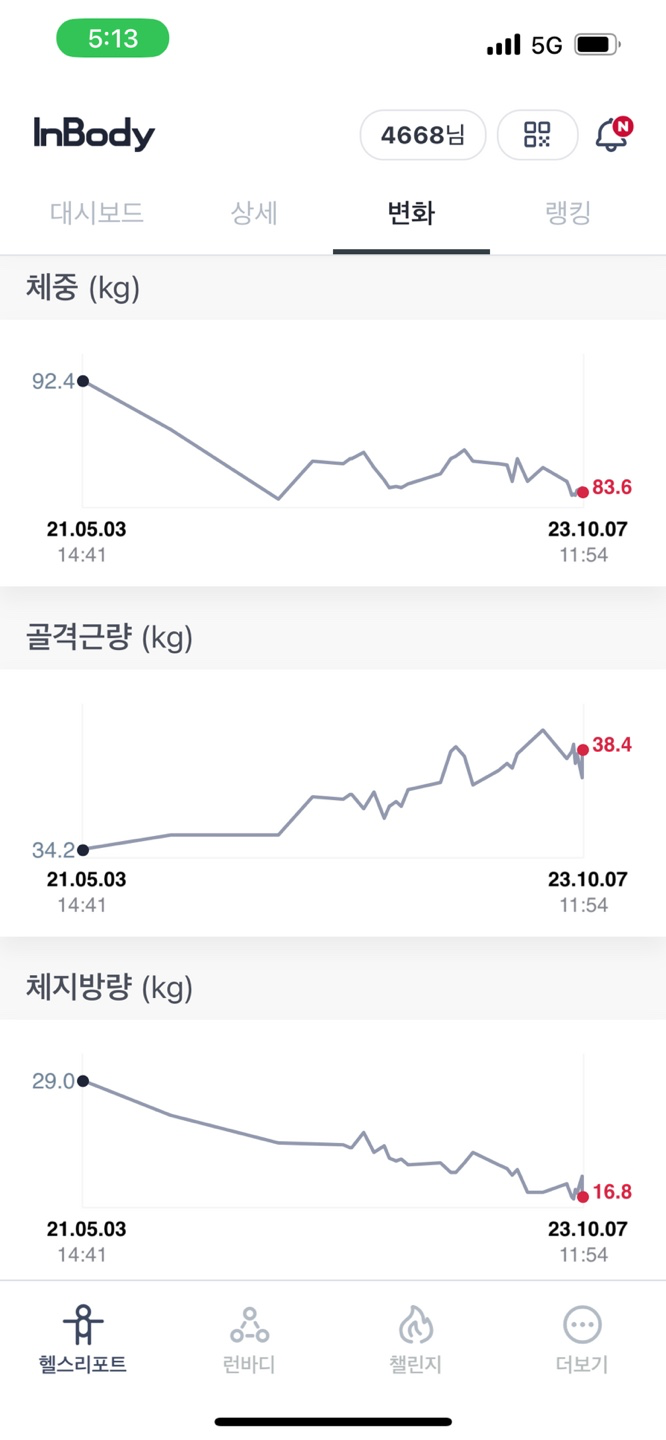 5:13
5G
InBody
4668님
N
대시보드 상세 변화 랭킹
체중 (kg)
92.4
83.6
21.05.03 23.10.07
14:41 11:54
골격근량 (kg)
38.4
34.2
21.05.03 23.10.07
14:41 11:54
체지방량 (kg)
29.0
16.8
21.05.03 23.10.07
14:41 11:54
헬스리포트 런바디 챌린지 더보기